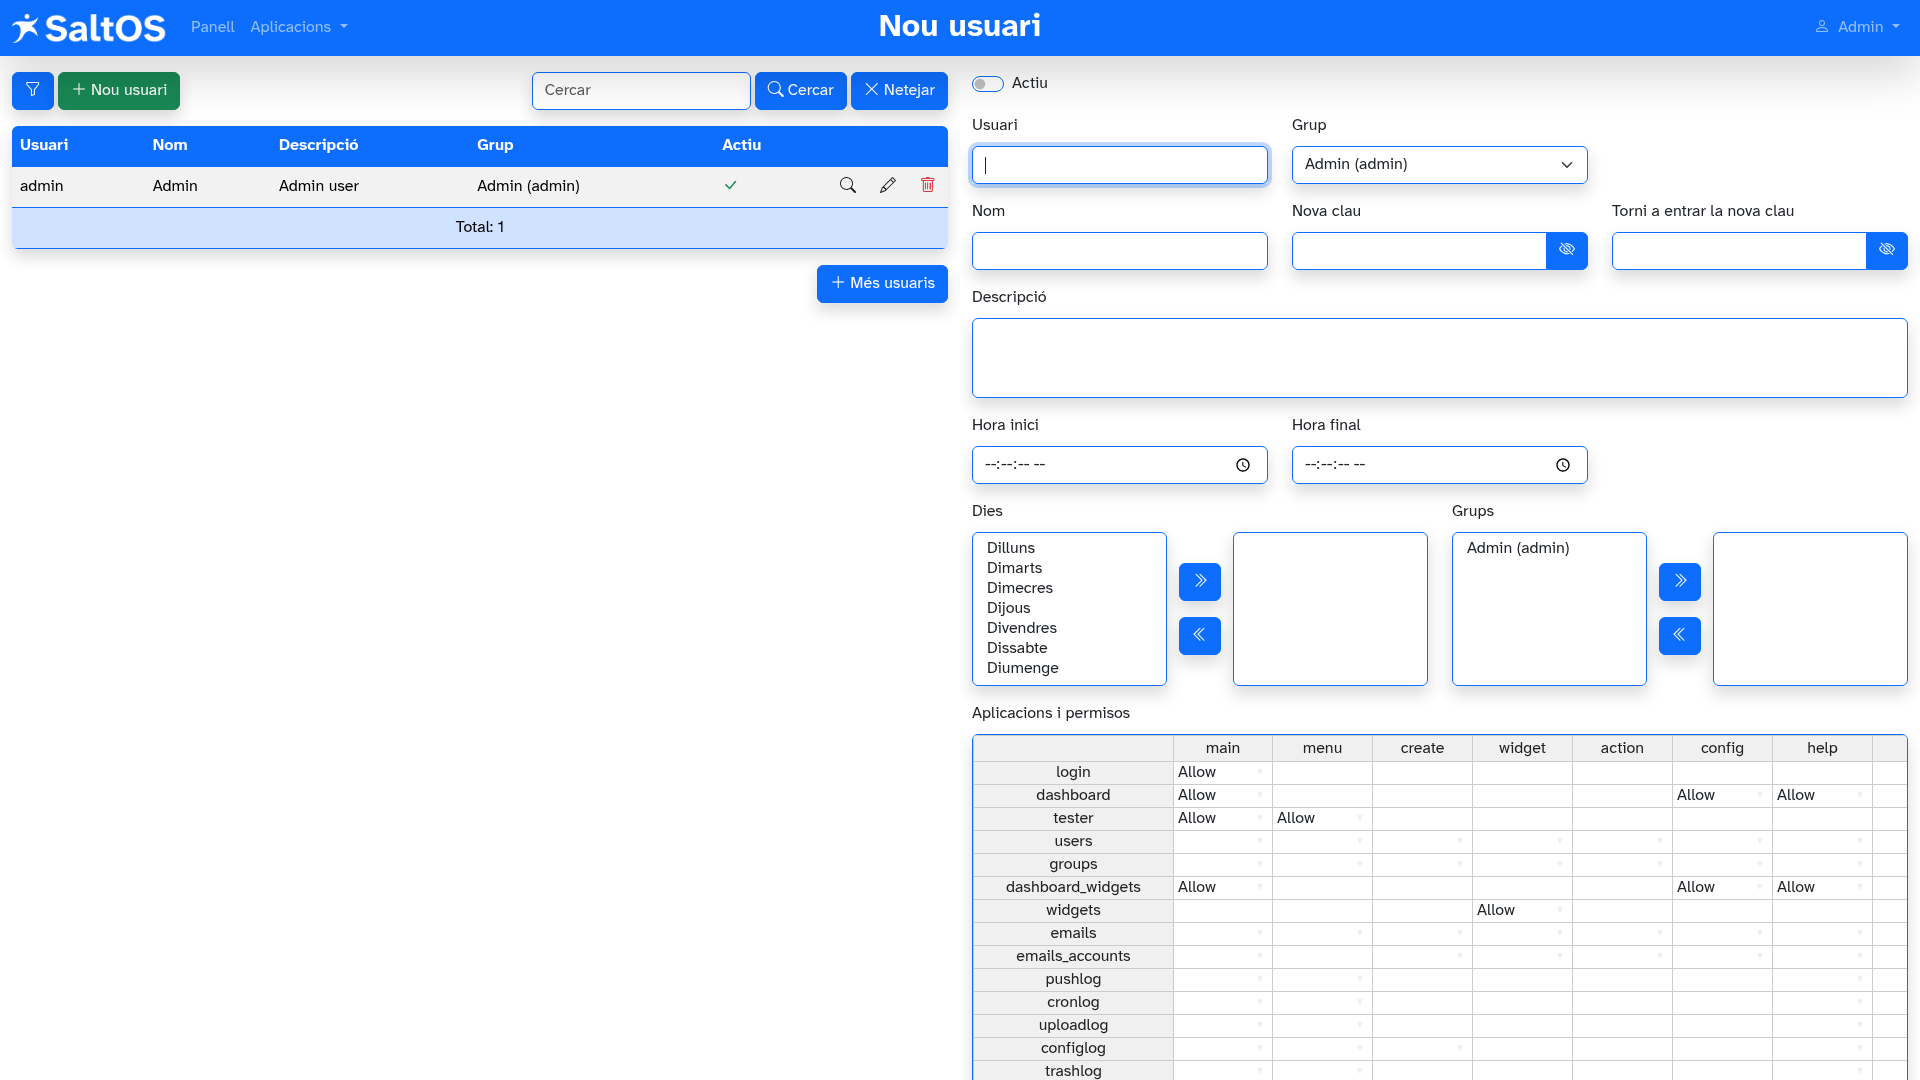 SaltOS Panell Aplicacions Nou usuari Admin
Nou usuari Cercar Cercar Netejar
Usuari Nom Descripció Grup Actiu
admin Admin Admin user Admin (admin)
Total: 1
Més usuaris
Actiu
Usuari Grup
Admin (admin)
Nom Nova clau Torni a entrar la nova clau
Descripció
Hora inici Hora final
--:--:-- -- --:--:-- --
Dies Grups
Dilluns Admin (admin)
Dimarts
Dimecres
Dijous
Divendres
Dissabte
Diumenge
Aplicacions i permisos
main menu create widget action config help
login Allow
dashboard Allow Allow Allow
tester Allow Allow
users
groups
dashboard_widgets Allow Allow Allow
widgets Allow
emails
emails_accounts
pushlog
cronlog
uploadlog
configlog
trashlog